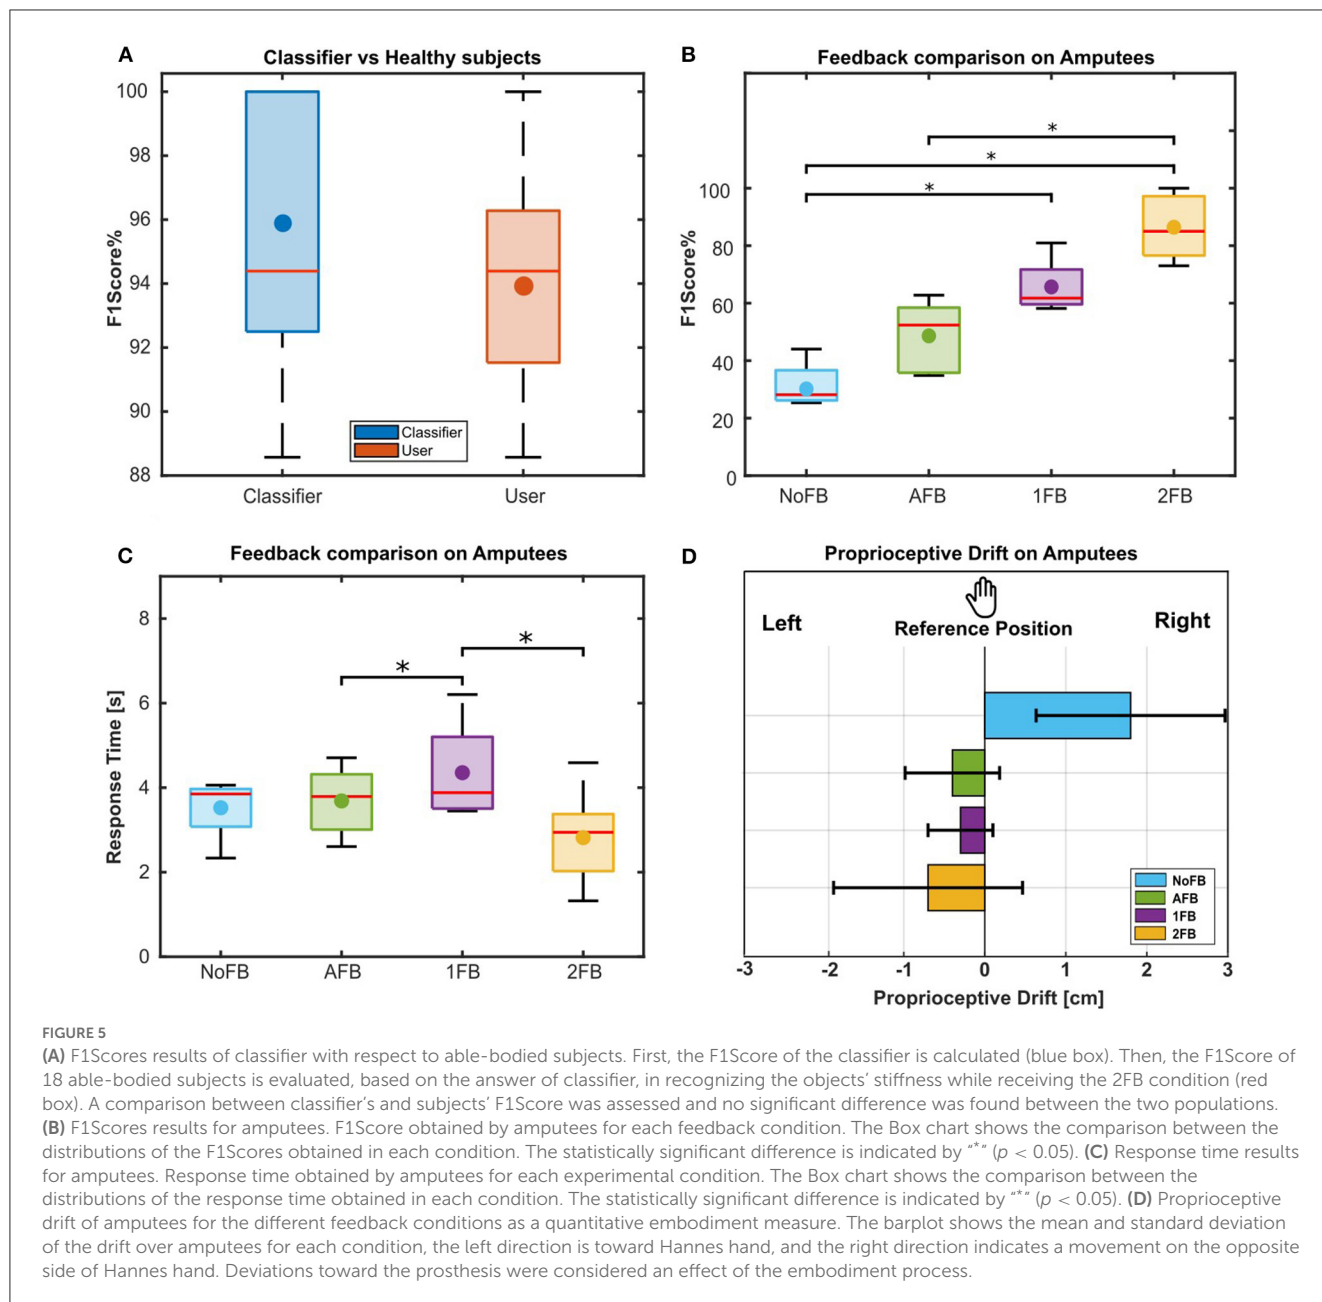 A
Classifier vs Healthy subjects
F1Score%
100
98
96
94
92
90
88
Classifier
User
Classifier
User
B
Feedback comparison on Amputees
F1Score%
100
80
60
40
20
0
*
*
*
NoFB
AFB
1FB
2FB
C
Feedback comparison on Amputees
Response Time [s]
8
6
4
2
0
*
*
NoFB
AFB
1FB
2FB
D
Proprioceptive Drift on Amputees
Left
Reference Position
Right
NoFB
AFB
1FB
2FB
-3
-2
-1
0
1
2
3
Proprioceptive Drift [cm]
FIGURE 5
(A) F1Scores results of classifier with respect to able-bodied subjects. First, the F1Score of the classifier is calculated (blue box). Then, the F1Score of
18 able-bodied subjects is evaluated, based on the answer of classifier, in recognizing the objects' stiffness while receiving the 2FB condition (red
box). A comparison between classifier's and subjects' F1Score was assessed and no significant difference was found between the two populations.
(B) F1Scores results for amputees. F1Score obtained by amputees for each feedback condition. The Box chart shows the comparison between the
distributions of the F1Scores obtained in each condition. The statistically significant difference is indicated by "*" (p < 0.05). (C) Response time results
for amputees. Response time obtained by amputees for each experimental condition. The Box chart shows the comparison between the
distributions of the response time obtained in each condition. The statistically significant difference is indicated by "*" (p < 0.05). (D) Proprioceptive
drift of amputees for the different feedback conditions as a quantitative embodiment measure. The barplot shows the mean and standard deviation
of the drift over amputees for each condition, the left direction is toward Hannes hand, and the right direction indicates a movement on the opposite
side of Hannes hand. Deviations toward the prosthesis were considered an effect of the embodiment process.